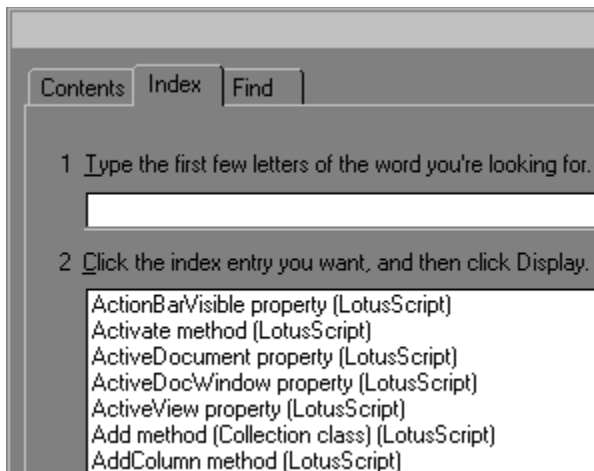 Contents Index Find
1 Type the first few letters of the word you're looking for.
2 Click the index entry you want, and then click Display.
ActionBarVisible property (LotusScript)
Activate method (LotusScript)
ActiveDocument property (LotusScript)
ActiveDocWindow property (LotusScript)
ActiveView property (LotusScript)
Add method (Collection class) (LotusScript)
AddColumn method (LotusScript)